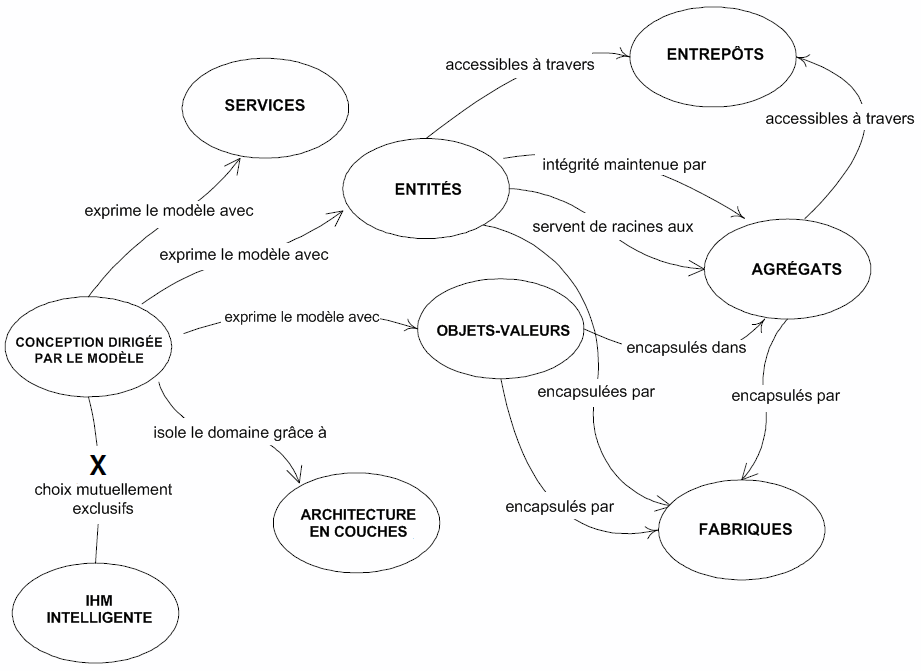 ENTREPÔTS
accessibles à travers
SERVICES
accessibles à travers
intégrité maintenue par
ENTITÉS
exprime le modèle avec
servent de racines aux
exprime le modèle avec
AGRÉGATS
exprime le modèle avec
OBJETS-VALEURS
CONCEPTION DIRIGÉE
PAR LE MODÈLE
encapsulés dans
encapsulées par
encapsulés par
isole le domaine grâce à
X
choix mutuellement
exclusifs
encapsulés par
ARCHITECTURE
EN COUCHES
FABRIQUES
IHM
INTELLIGENTE